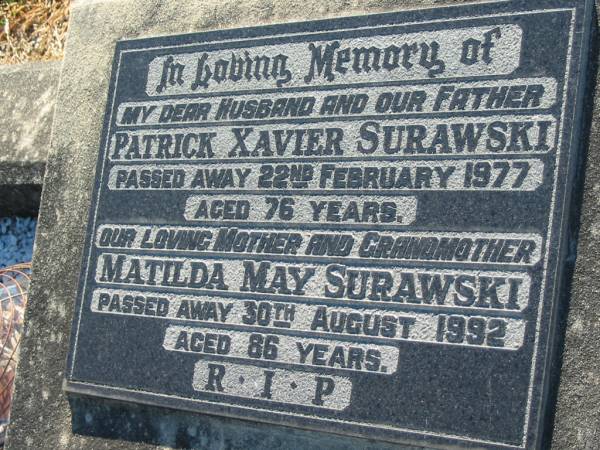 In Loving Memory of
MY DEAR HUSBAND AND OUR FATHER
PATRICK XAVIER SURAWSKI
PASSED AWAY 22ND FEBRUARY 1977
AGED 76 YEARS.
OUR LOVING MOTHER AND GRANDMOTHER
MATILDA MAY SURAWSKI
PASSED AWAY 30TH AUGUST 1992
AGED 86 YEARS.
R · I · P